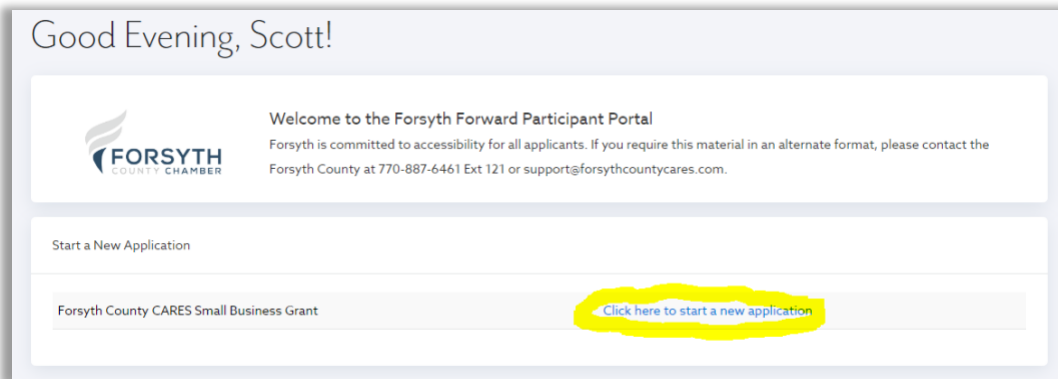 Good Evening, Scott!
FORSYTH
COUNTY CHAMBER
Welcome to the Forsyth Forward Participant Portal
Forsyth is committed to accessibility for all applicants. If you require this material in an alternate format, please contact the
Forsyth County at 770-887-6461 Ext 121 or support@forsythcountycares.com.
Start a New Application
Forsyth County CARES Small Business Grant
Click here to start a new application